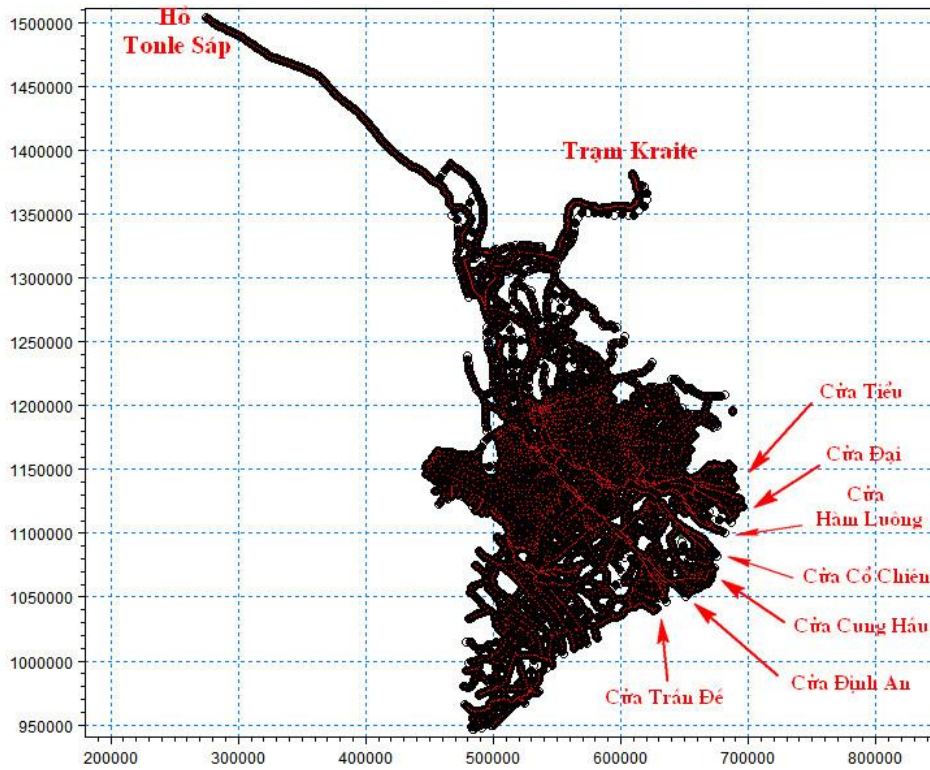 1500000
1450000
1400000
1350000
1300000
1250000
1200000
1150000
1100000
1050000
1000000
950000
Hồ
Tonle Sáp
Trạm Kraite
Cửa Tiểu
Cửa Đại
Cửa
Hàm Luông
Cửa Cổ Chiên
Cửa Cung Hầu
Cửa Định An
Cửa Trần Đề
200000 300000 400000 500000 600000 700000 800000